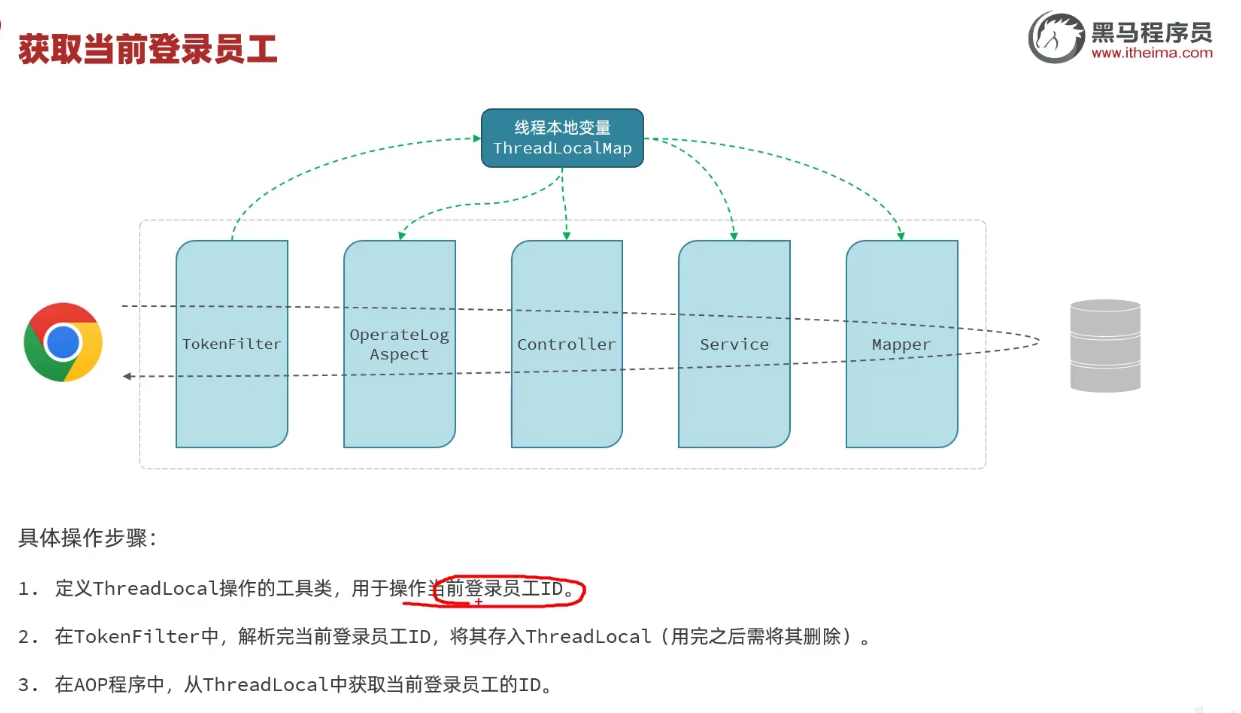 获取当前登录员工
黑马程序员
www.itheima.com
线程本地变量
ThreadLocalMap
TokenFilter
OperateLog
Aspect
Controller
Service
Mapper
具体操作步骤：
1. 定义ThreadLocal操作的工具类，用于操作当前登录员工ID。
2. 在TokenFilter中，解析完当前登录员工ID，将其存入ThreadLocal（用完之后需将其删除）。
3. 在AOP程序中，从ThreadLocal中获取当前登录员工的ID。